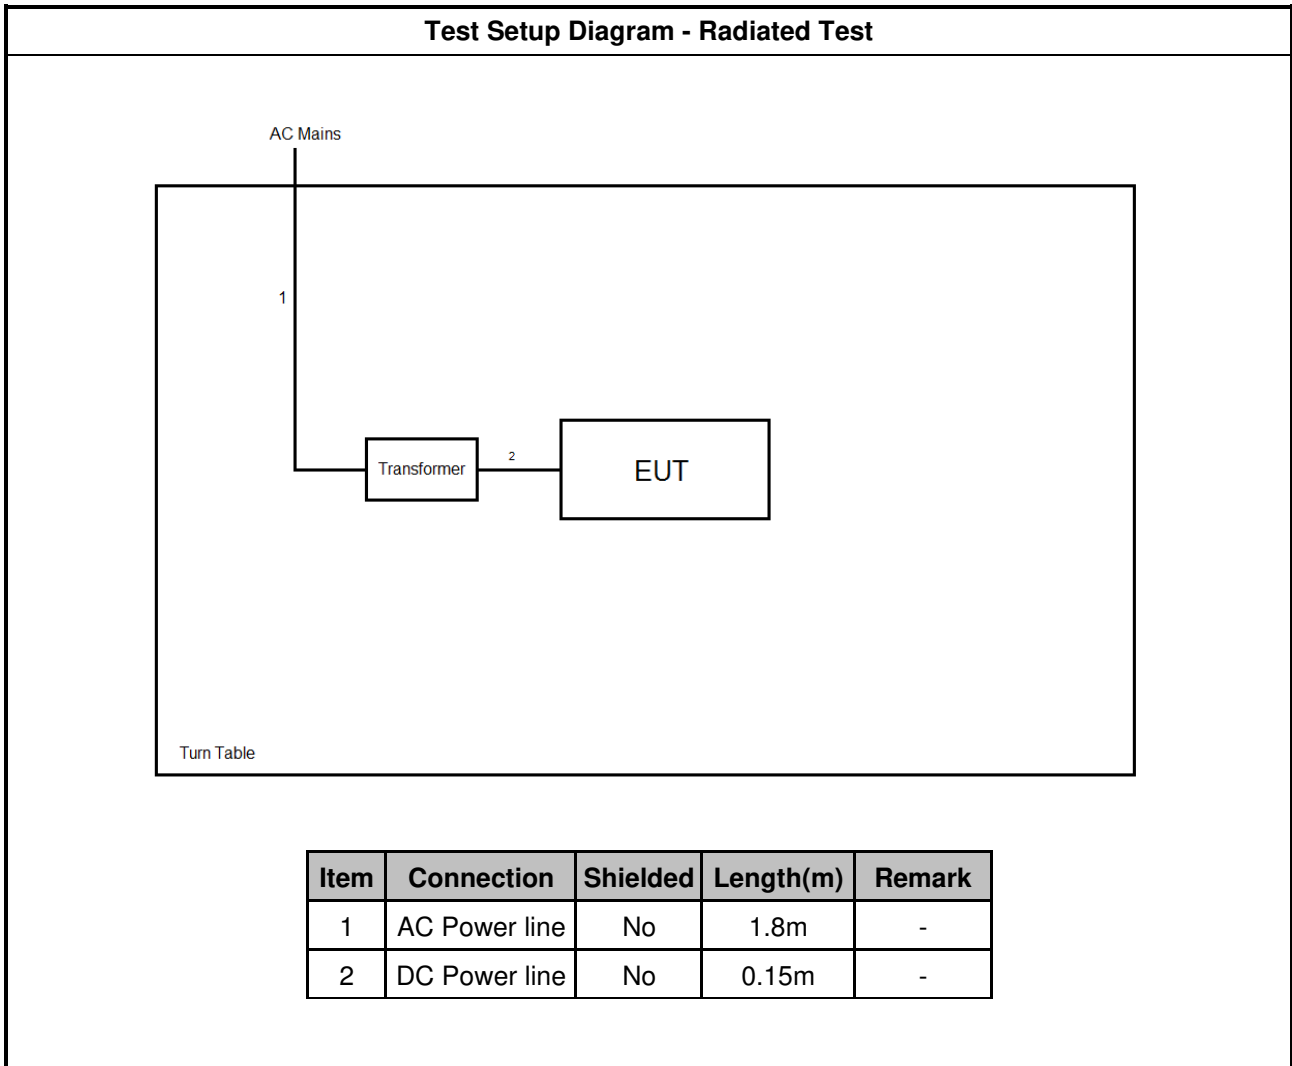 Test Setup Diagram - Radiated Test
AC Mains
1
Transformer
2
EUT
Turn Table
Item Connection Shielded Length(m) Remark
1 AC Power line No 1.8m -
2 DC Power line No 0.15m -